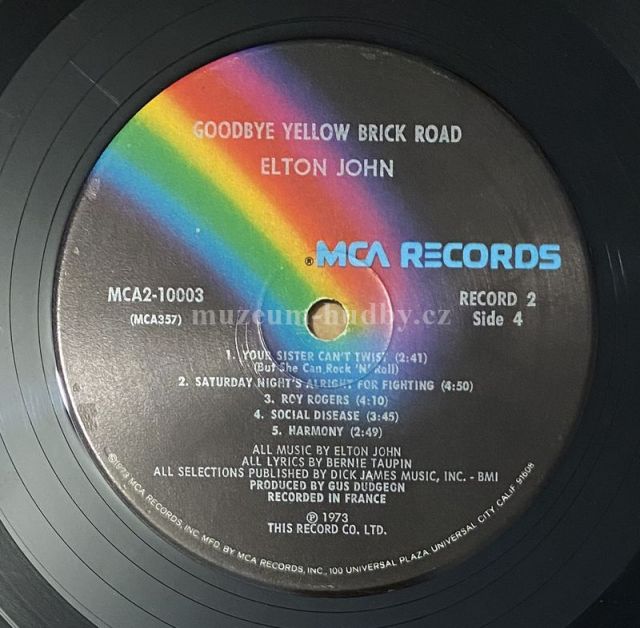 GOODBYE YELLOW BRICK ROAD
ELTON JOHN
® MCA RECORDS
MCA2-10003
(MCA357)
RECORD 2
Side 4
muzeum-hudby.cz
1. YOUR SISTER CAN'T TWIST (2:41)
(But She Can Rock 'N' Roll)
2. SATURDAY NIGHT'S ALRIGHT FOR FIGHTING (4:50)
3. ROY ROGERS (4:10)
4. SOCIAL DISEASE (3:45)
5. HARMONY (2:49)
ALL MUSIC BY ELTON JOHN
ALL LYRICS BY BERNIE TAUPIN
ALL SELECTIONS PUBLISHED BY DICK JAMES MUSIC, INC. - BMI
PRODUCED BY GUS DUDGEON
RECORDED IN FRANCE
℗ 1973
THIS RECORD CO. LTD.
©1973 MCA RECORDS, INC. MFD. BY MCA RECORDS, INC., 100 UNIVERSAL PLAZA, UNIVERSAL CITY, CALIF. 91608